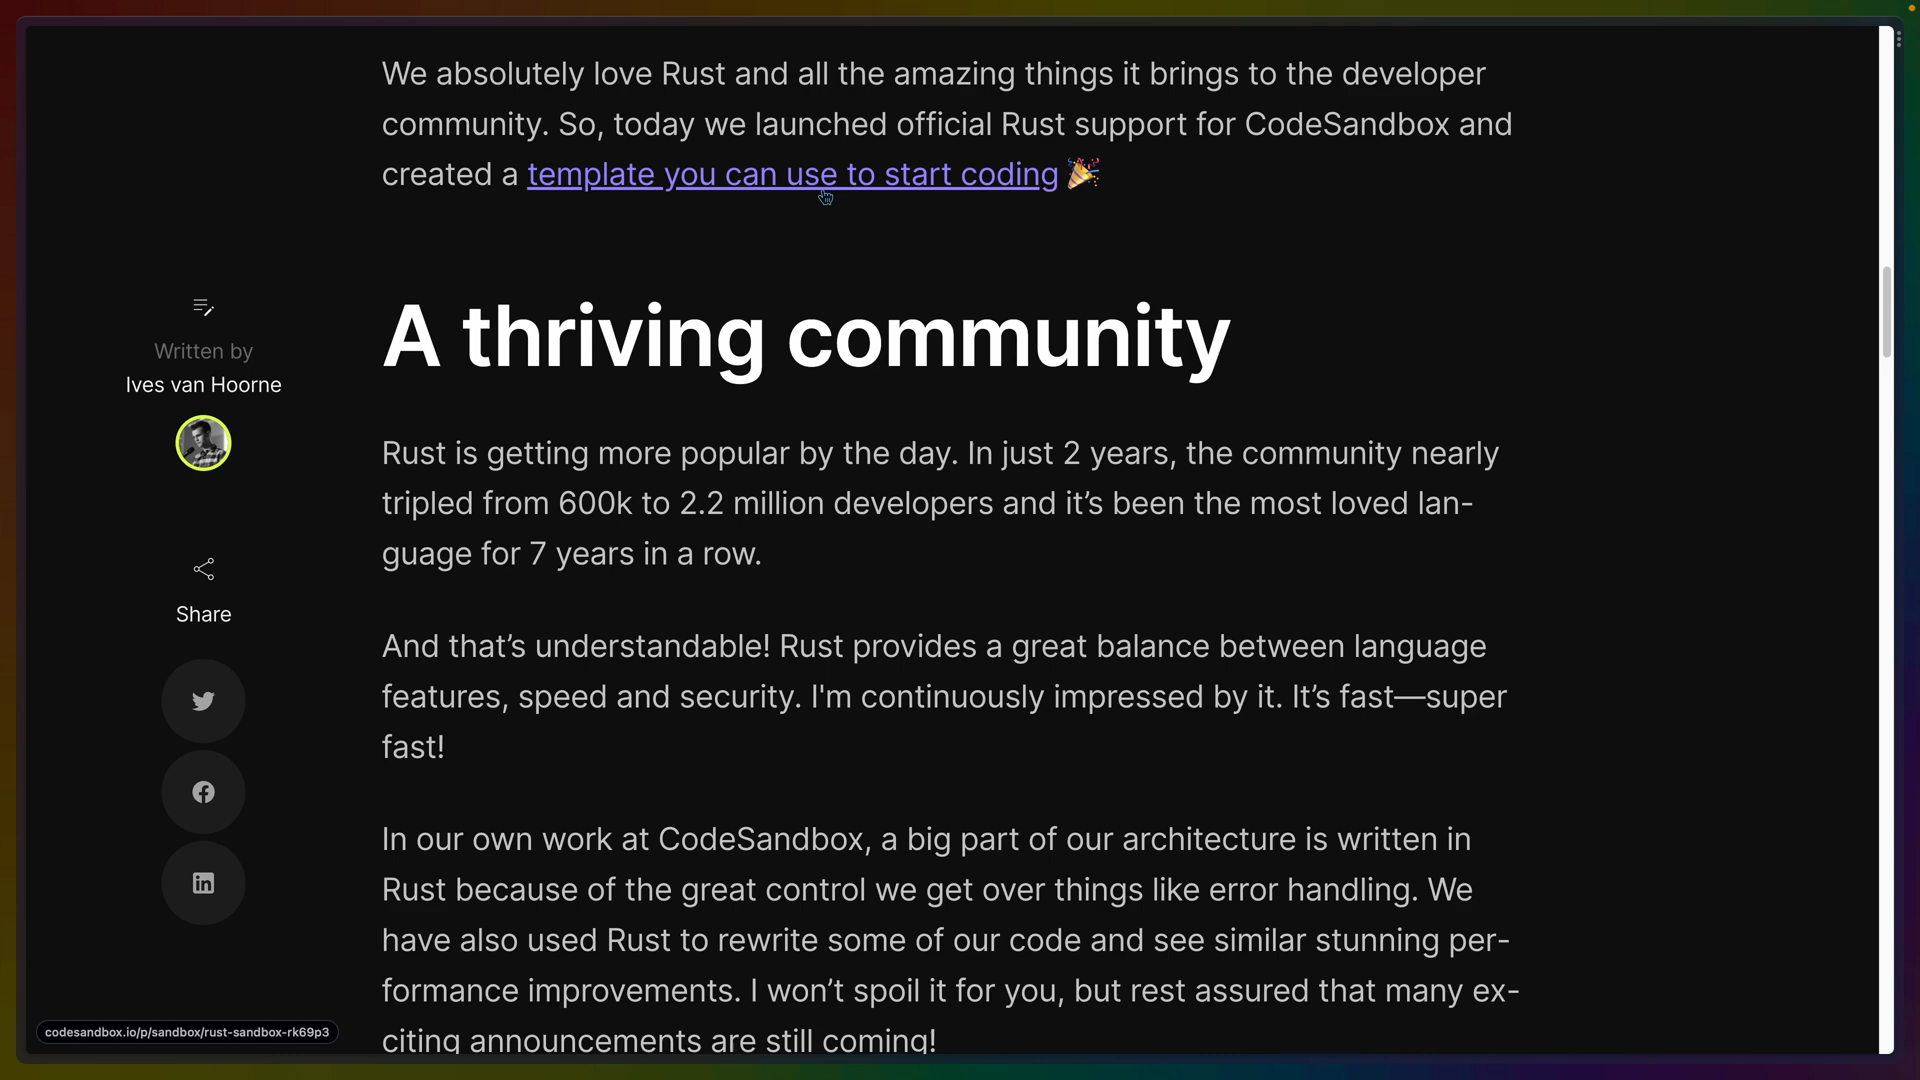 We absolutely love Rust and all the amazing things it brings to the developer
community. So, today we launched official Rust support for CodeSandbox and
created a template you can use to start coding 🎉
Written by
Ives van Hoorne
Share
A thriving community
Rust is getting more popular by the day. In just 2 years, the community nearly
tripled from 600k to 2.2 million developers and it’s been the most loved lan-
guage for 7 years in a row.
And that’s understandable! Rust provides a great balance between language
features, speed and security. I'm continuously impressed by it. It’s fast—super
fast!
In our own work at CodeSandbox, a big part of our architecture is written in
Rust because of the great control we get over things like error handling. We
have also used Rust to rewrite some of our code and see similar stunning per-
formance improvements. I won’t spoil it for you, but rest assured that many ex-
citing announcements are still coming!
codesandbox.io/p/sandbox/rust-sandbox-rk69p3